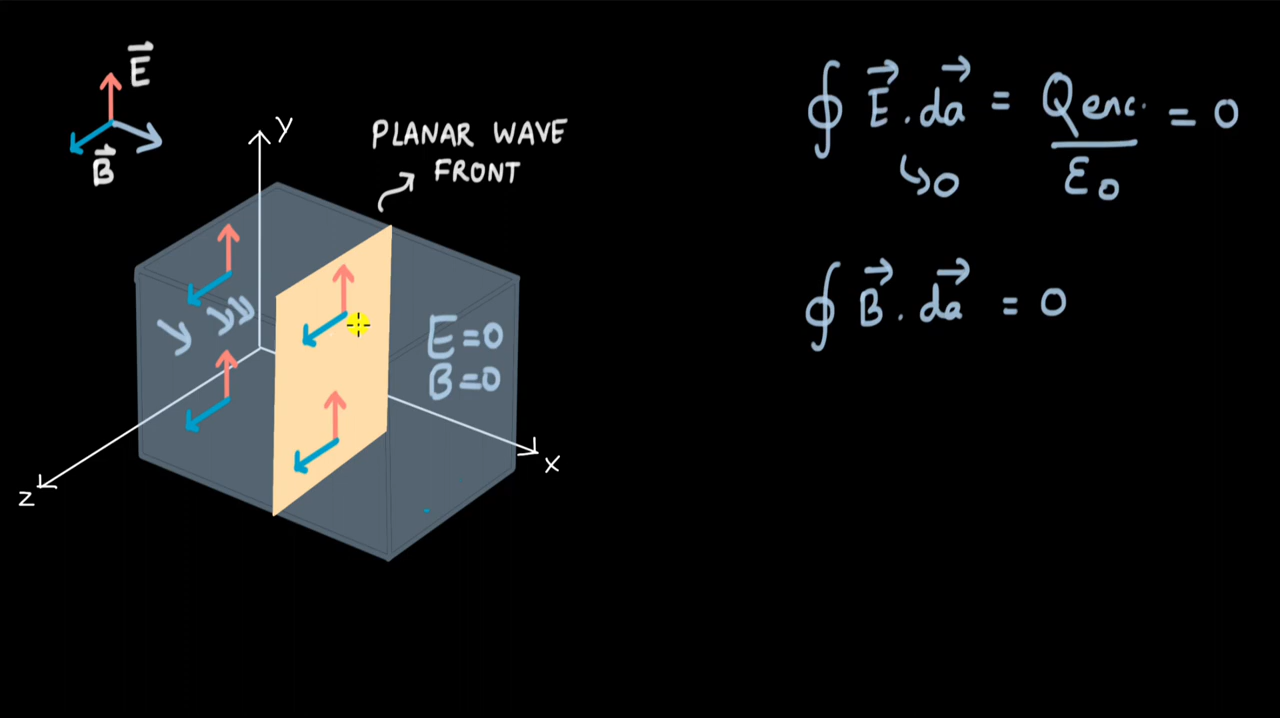 E⃗
B⃗
y
PLANAR WAVE
FRONT
E=0
B=0
z
x
∮ E⃗ . da⃗ = Qenc. / ε0 = 0
↳0
∮ B⃗ . da⃗ = 0